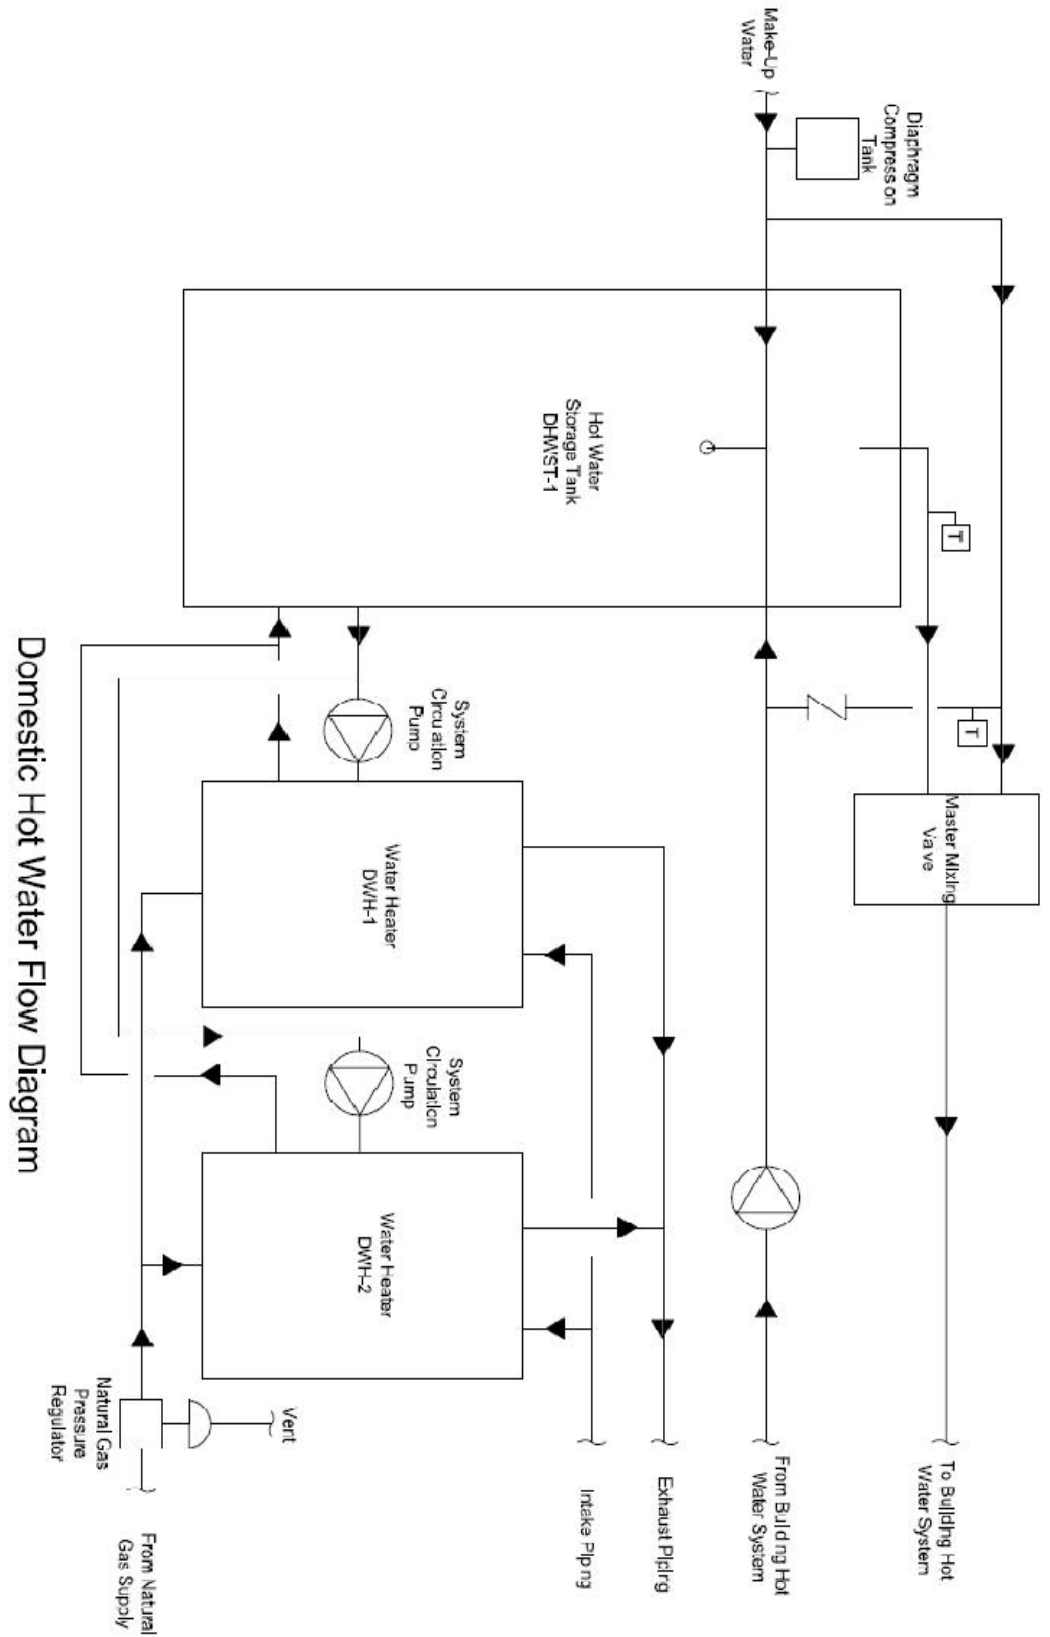 Make-Up
Water
Diaphragm
Compression
Tank
Hot Water
Storage Tank
DHWST-1
T
T
Master Mixing
Valve
To Building Hot
Water System
From Building Hot
Water System
System
Circulation
Pump
Water Heater
DWH-1
System
Circulation
Pump
Water Heater
DWH-2
Exhaust Piping
Intake Piping
Vent
Natural Gas
Pressure
Regulator
From Natural
Gas Supply
Domestic Hot Water Flow Diagram